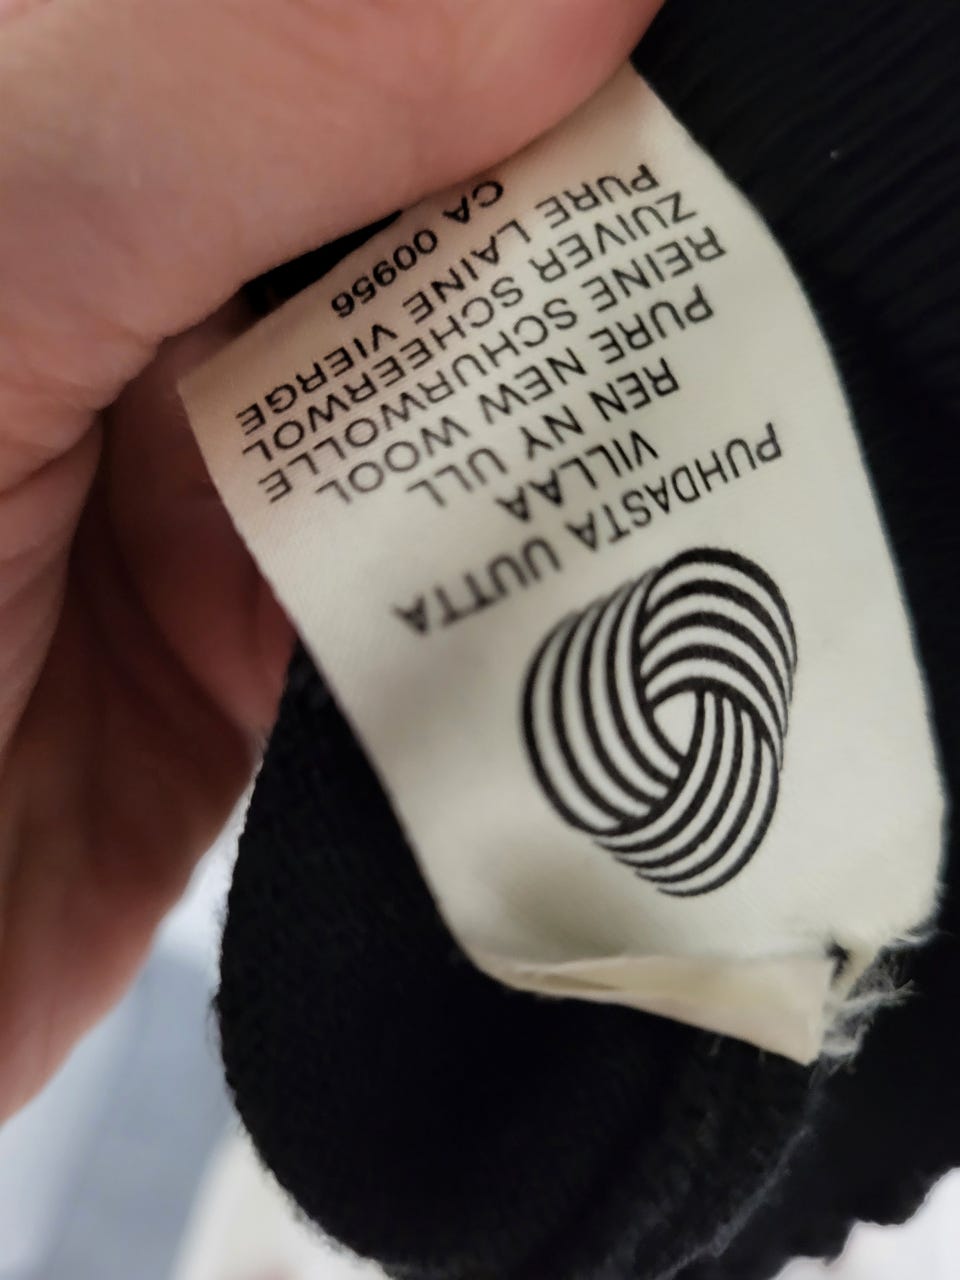 PUHDASTA UUTTA
VILLAA
REN NY ULL
PURE NEW WOOL
REINE SCHURWOLLE
ZUIVER SCHEERWOL
PURE LAINE VIERGE
CA 00956